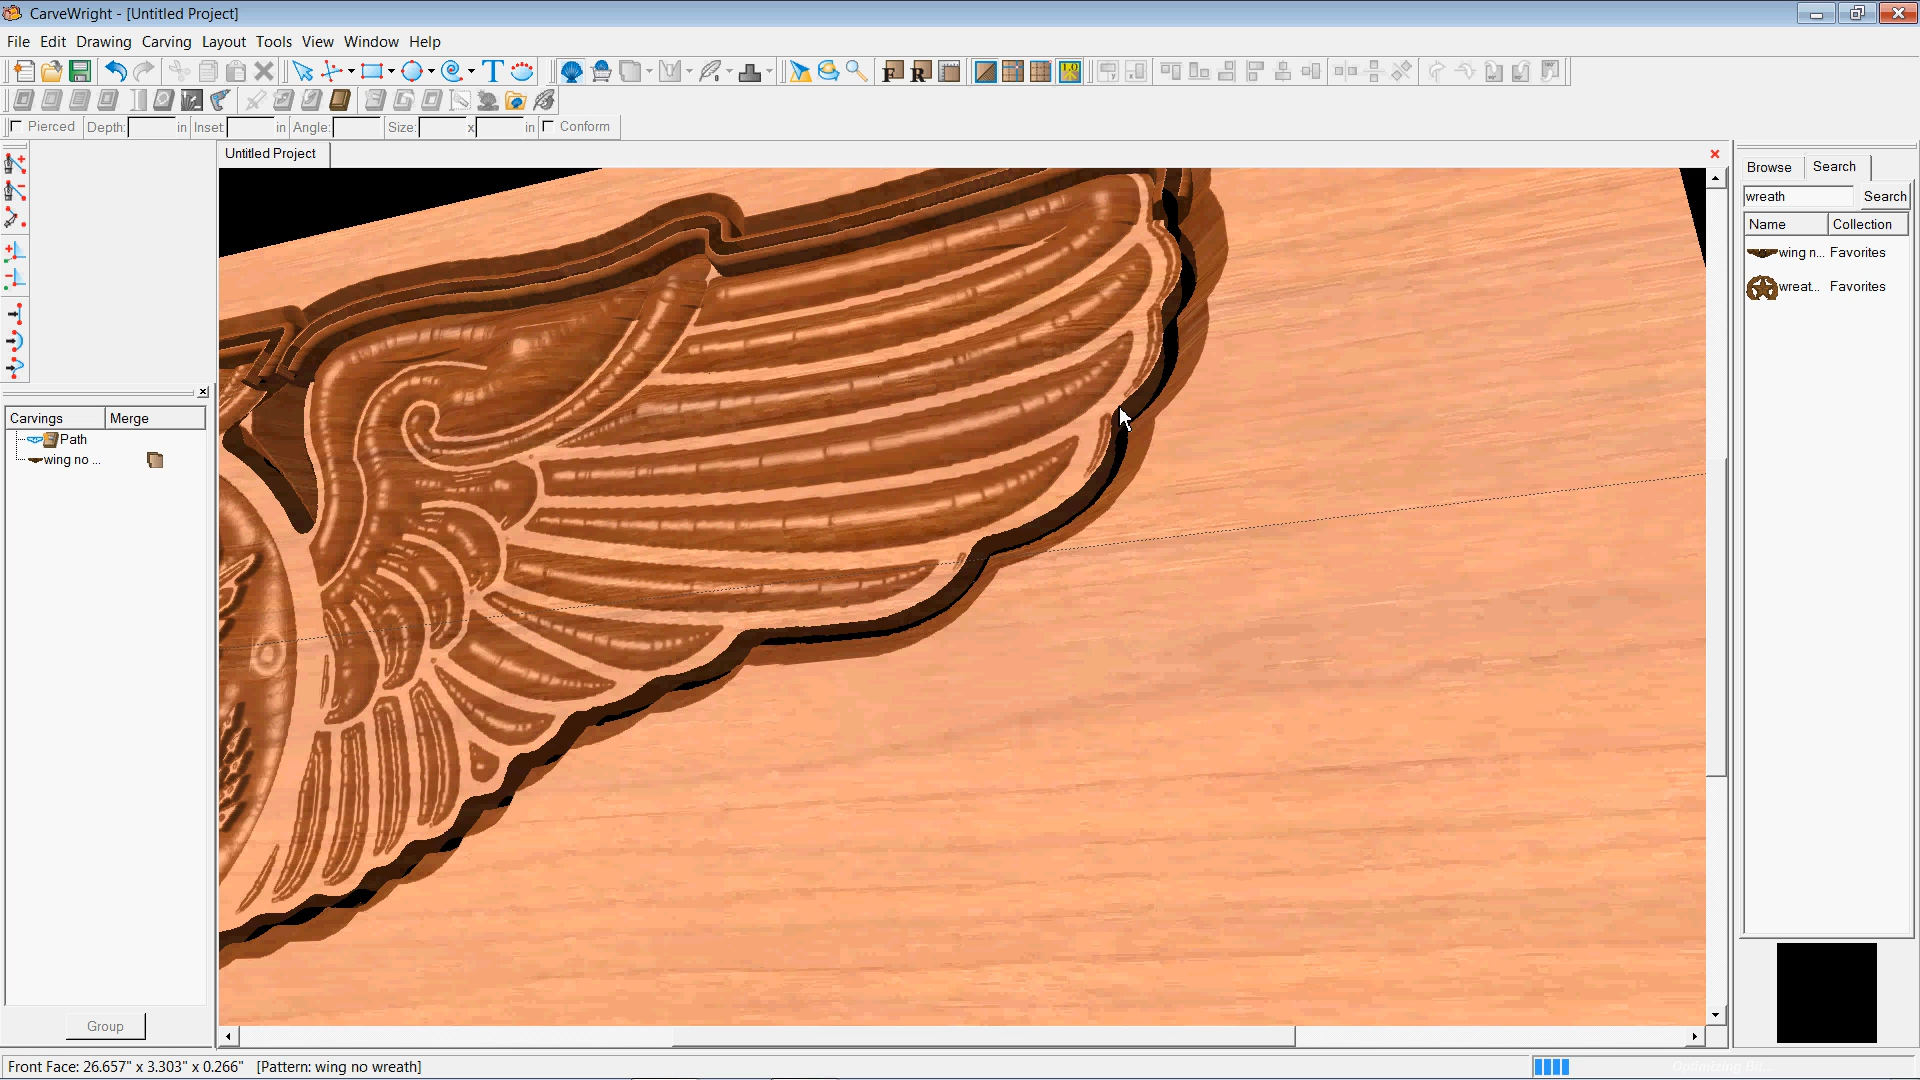 CarveWright - [Untitled Project]
File Edit Drawing Carving Layout Tools View Window Help
Pierced Depth: in Inset: in Angle: Size: x in Conform
Untitled Project
Browse Search
wreath Search
Name Collection
wing n... Favorites
wreat... Favorites
Carvings Merge
Path
wing no ...
Group
Front Face: 26.657" x 3.303" x 0.266" [Pattern: wing no wreath]
Optimizing Bit...